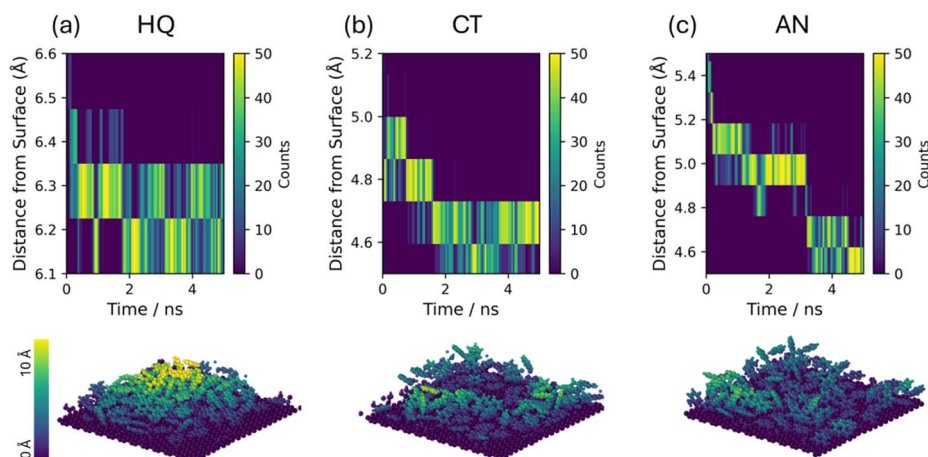 (a) HQ
(b) CT
(c) AN
Distance from Surface (Å)
6.6
6.5
6.4
6.3
6.2
6.1
0 2 4
Time / ns
50
40
30
20
10
0
Counts
Distance from Surface (Å)
5.2
5.0
4.8
4.6
0 2 4
Time / ns
50
40
30
20
10
0
Counts
Distance from Surface (Å)
5.4
5.2
5.0
4.8
4.6
0 2 4
Time / ns
50
40
30
20
10
0
Counts
10 Å
0 Å